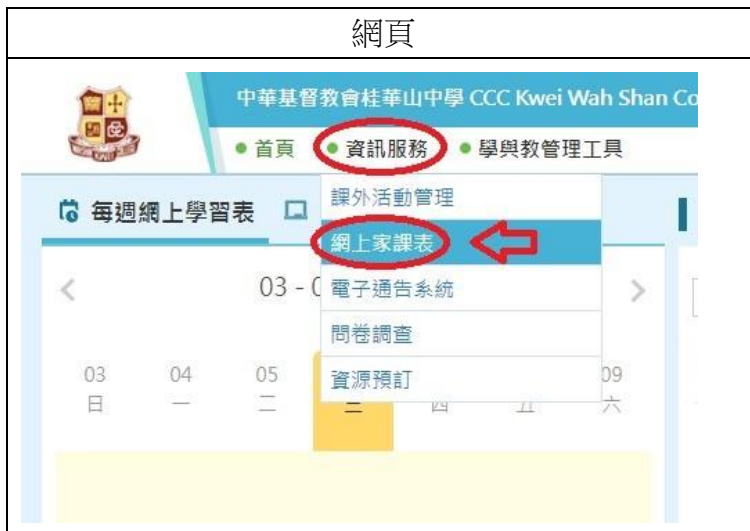 網頁
中華基督教會桂華山中學 CCC Kwei Wah Shan Co
首頁 資訊服務 學與教管理工具
每週網上學習表
課外活動管理
網上家課表
03 -
電子通告系統
問卷調查
資源預訂
03 04 05 09
日 一 二 三 四 五 六